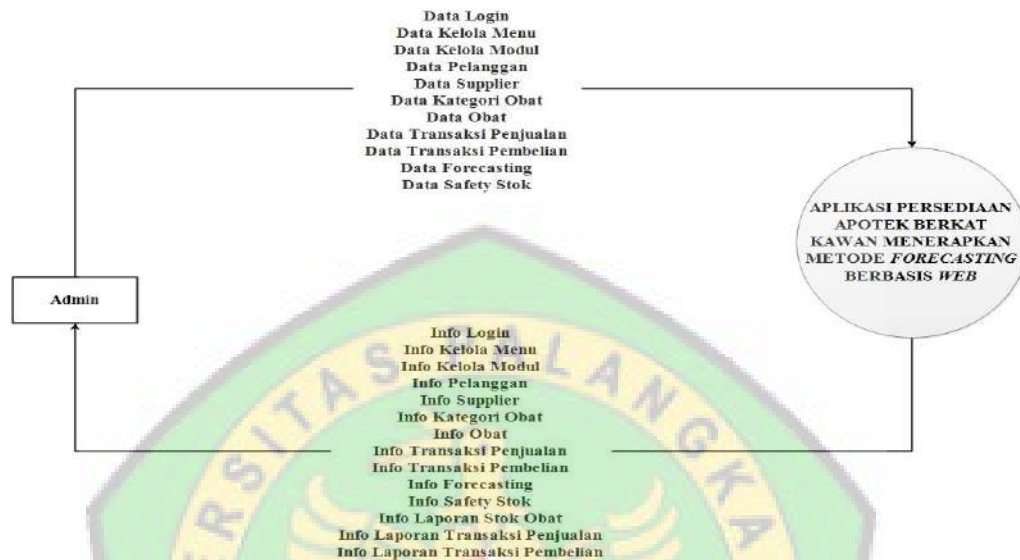 Data Login
Data Kelola Menu
Data Kelola Modul
Data Pelanggan
Data Supplier
Data Kategori Obat
Data Obat
Data Transaksi Penjualan
Data Transaksi Pembelian
Data Forecasting
Data Safety Stok
APLIKASI PERSEDIAAN
APOTEK BERKAT
KAWAN MENERAPKAN
METODE FORECASTING
BERBASIS WEB
Admin
Info Login
Info Kelola Menu
Info Kelola Modul
Info Pelanggan
Info Supplier
Info Kategori Obat
Info Obat
Info Transaksi Penjualan
Info Transaksi Pembelian
Info Forecasting
Info Safety Stok
Info Laporan Stok Obat
Info Laporan Transaksi Penjualan
Info Laporan Transaksi Pembelian
ERSITAS PALANGKA